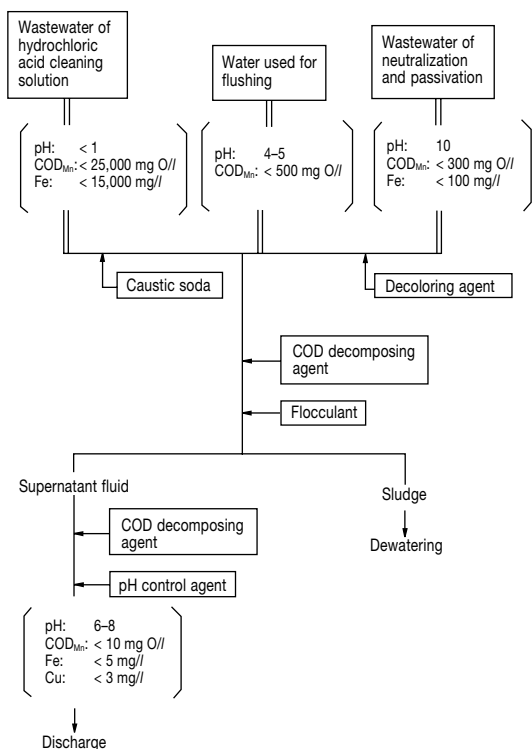 Wastewater of
hydrochloric
acid cleaning
solution
Water used for
flushing
Wastewater of
neutralization
and passivation
pH: < 1
COD_Mn: < 25,000 mg O/l
Fe: < 15,000 mg/l
pH: 4–5
COD_Mn: < 500 mg O/l
pH: 10
COD_Mn: < 300 mg O/l
Fe: < 100 mg/l
Caustic soda
Decoloring agent
COD decomposing
agent
Flocculant
Supernatant fluid
Sludge
COD decomposing
agent
Dewatering
pH control agent
pH: 6–8
COD_Mn: < 10 mg O/l
Fe: < 5 mg/l
Cu: < 3 mg/l
Discharge